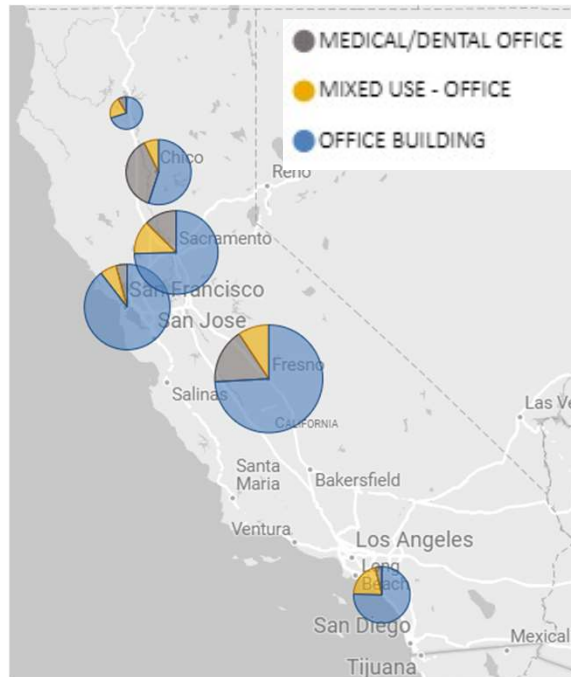 MEDICAL/DENTAL OFFICE
MIXED USE - OFFICE
OFFICE BUILDING
Chico
Reno
Sacramento
San Francisco
San Jose
Fresno
Salinas
CALIFORNIA
Las Ve
Santa
Maria
Bakersfield
Ventura
Los Angeles
Long
Beach
San Diego
Mexical
Tijuana